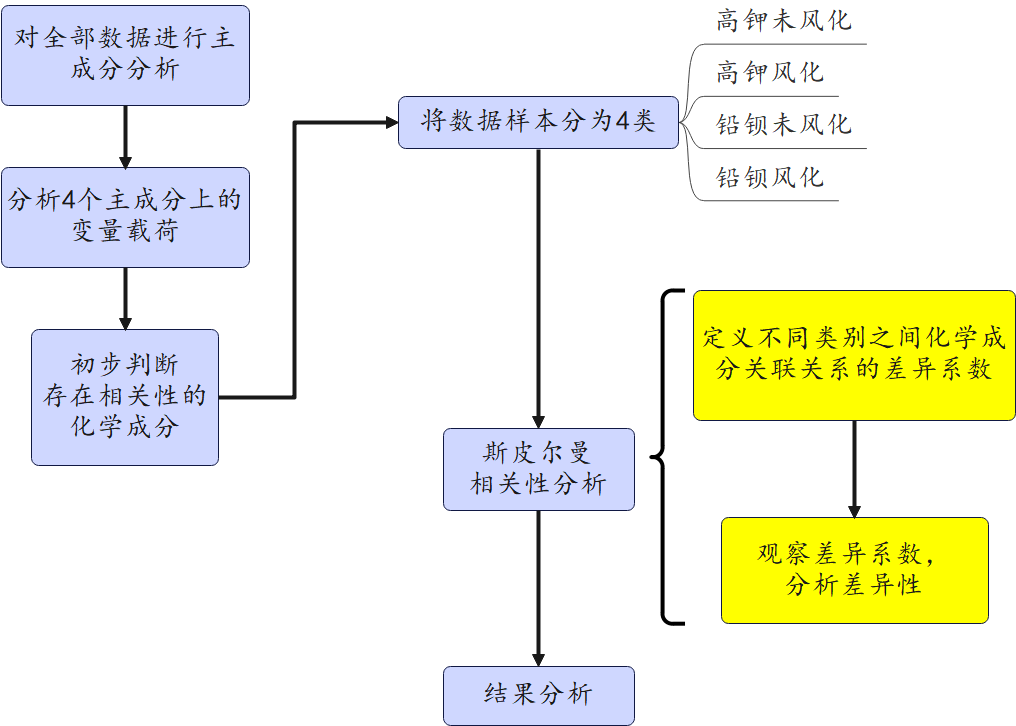 对全部数据进行主
成分分析
分析4个主成分上的
变量载荷
初步判断
存在相关性的
化学成分
将数据样本分为4类
高钾未风化
高钾风化
铅钡未风化
铅钡风化
斯皮尔曼
相关性分析
定义不同类别之间化学成
分关联关系的差异系数
观察差异系数，
分析差异性
结果分析